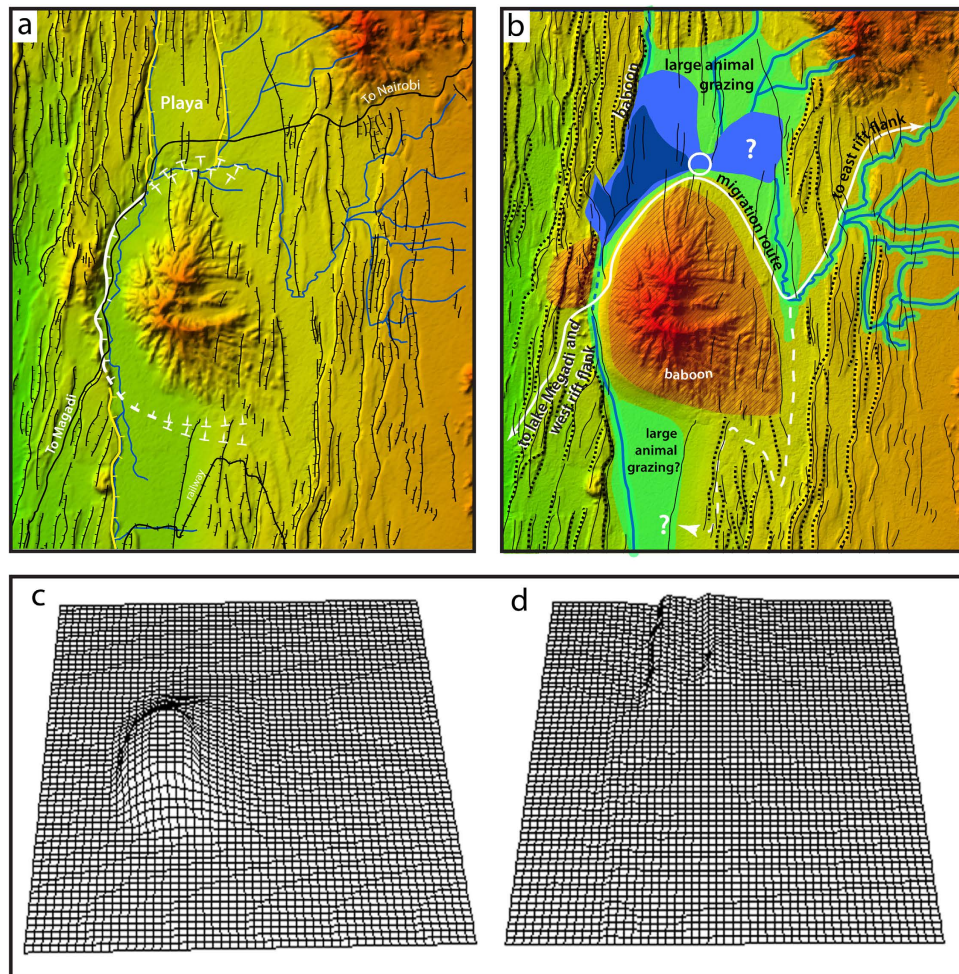 a
Playa
To Nairobi
To Magadi
railway
b
baboon
large animal
grazing
?
to east rift flank
migration route
baboon
to lake Megadi and
west rift flank
large
animal
grazing?
?
c
d